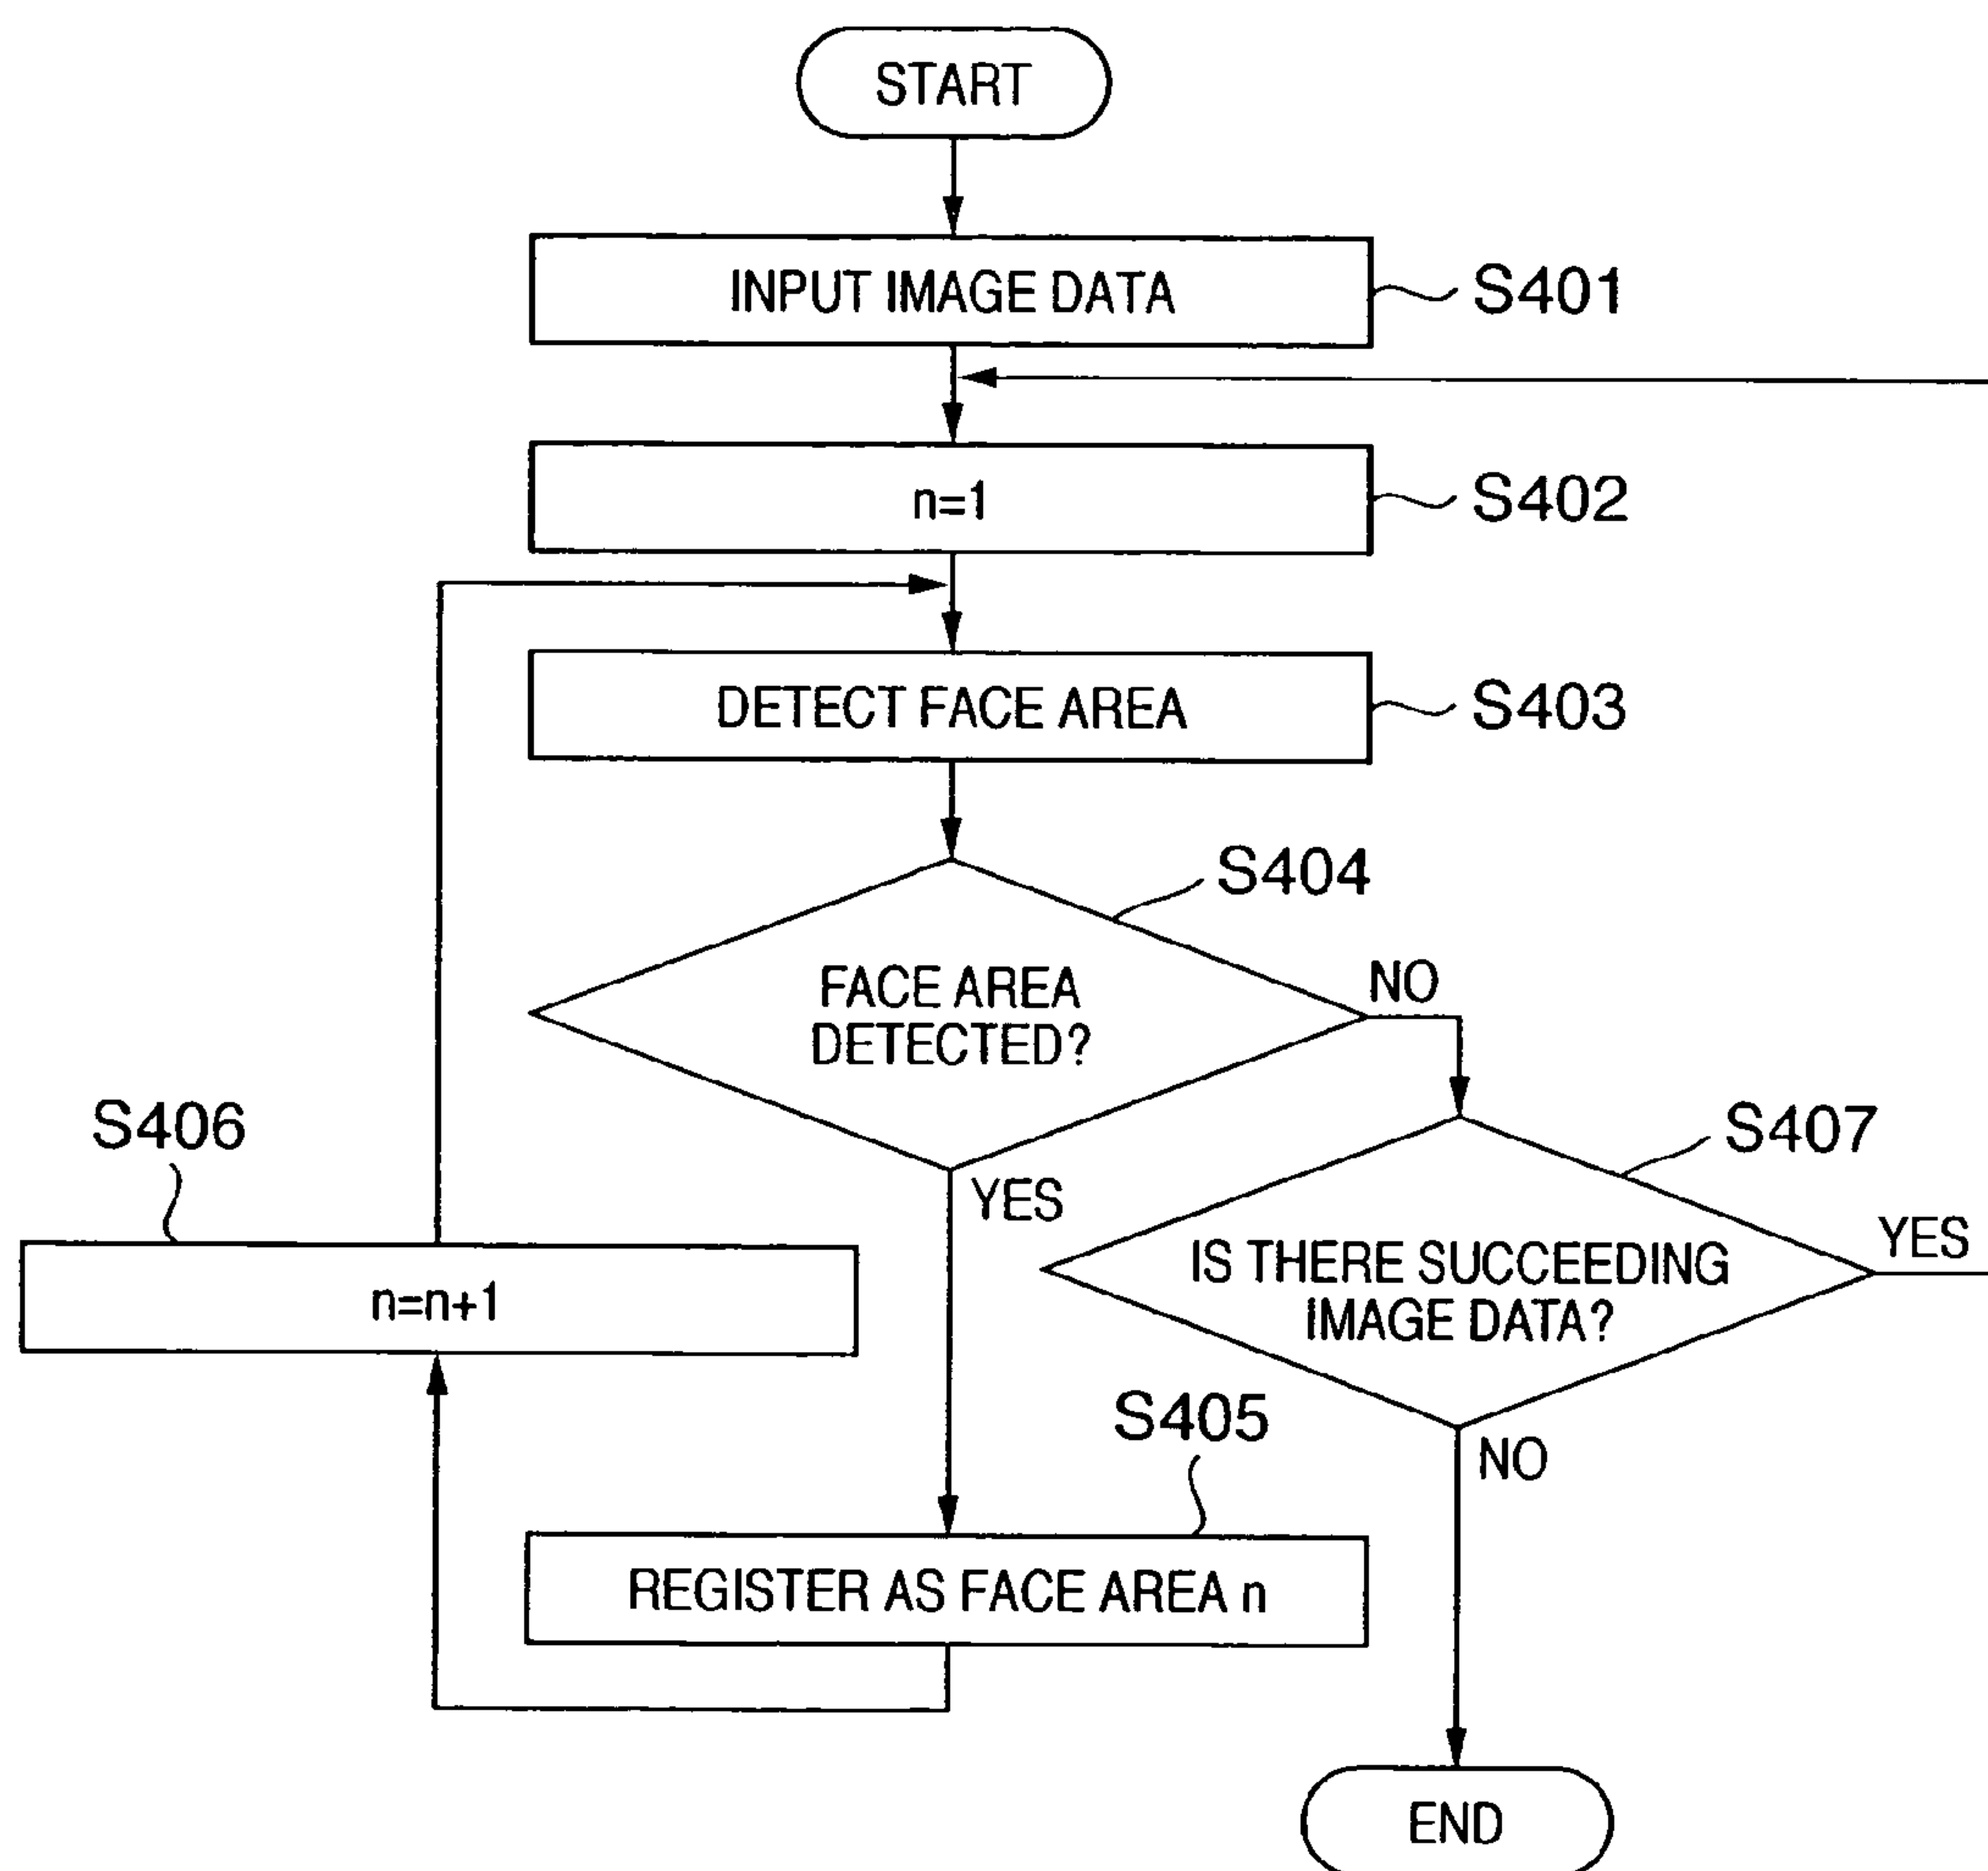 START
INPUT IMAGE DATA
S401
n=1
S402
DETECT FACE AREA
S403
S404
FACE AREA
DETECTED?
NO
YES
S406
n=n+1
S407
IS THERE SUCCEEDING
IMAGE DATA?
YES
NO
S405
REGISTER AS FACE AREA n
END